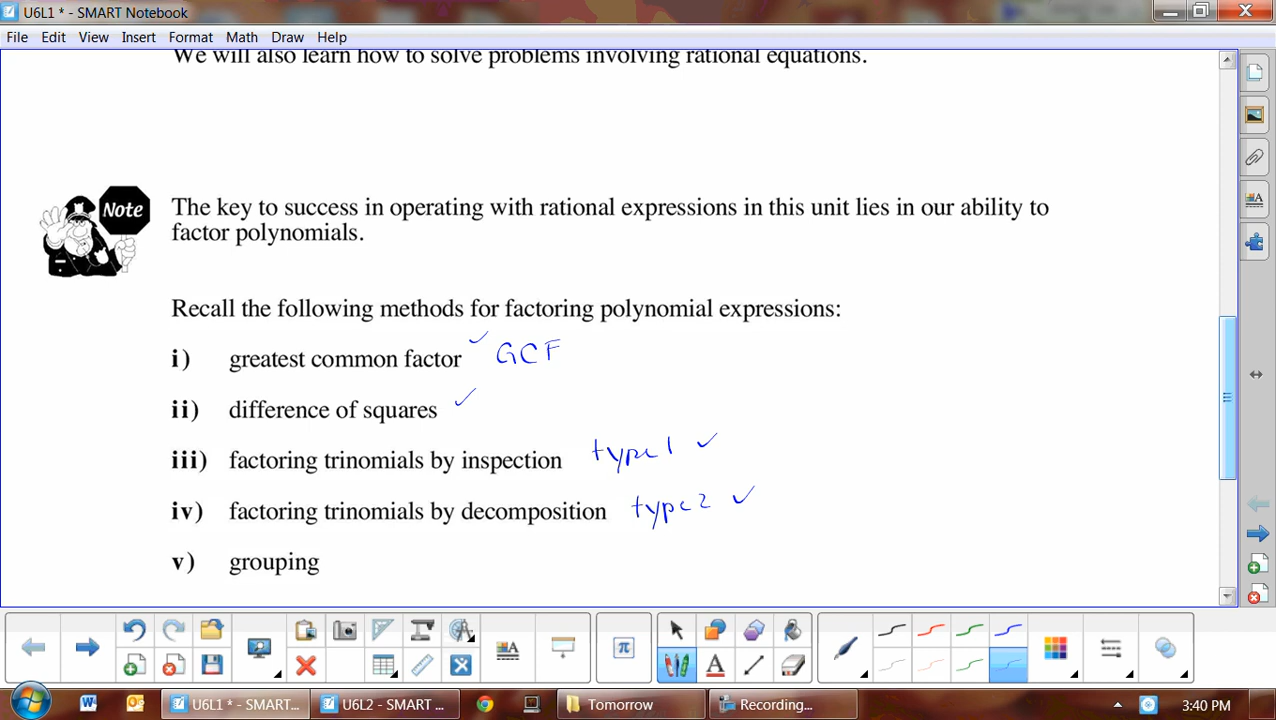 U6L1 * - SMART Notebook
File Edit View Insert Format Math Draw Help
We will also learn how to solve problems involving rational equations.
Note
The key to success in operating with rational expressions in this unit lies in our ability to
factor polynomials.
Recall the following methods for factoring polynomial expressions:
i) greatest common factor ✓ GCF
ii) difference of squares ✓
iii) factoring trinomials by inspection type 1 ✓
iv) factoring trinomials by decomposition type 2 ✓
v) grouping
π
A
U6L1 * - SMART... U6L2 - SMART ... Tomorrow Recording... 3:40 PM